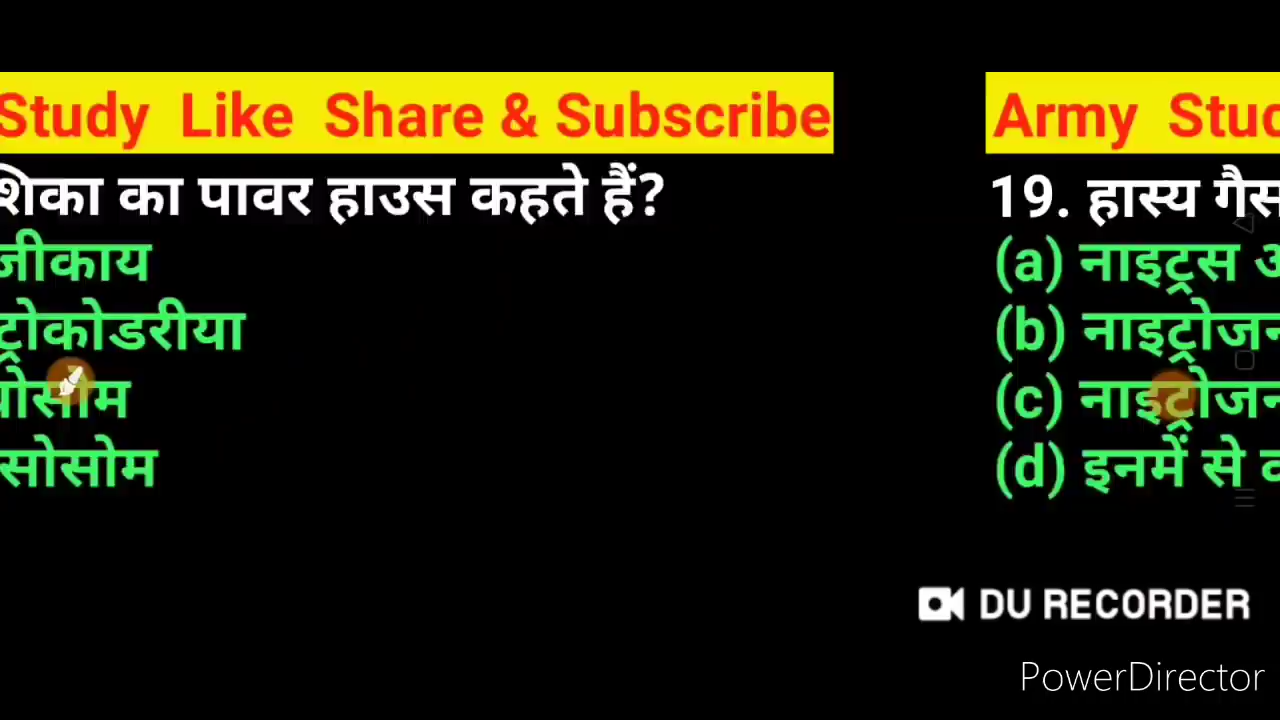 Study Like Share & Subscribe
शिका का पावर हाउस कहते हैं?
जीकाय
ट्रोकोडरीया
सोसोम
Army
19. हास्य गैस
(a) नाइट्रस
(b) नाइट्रोजन
(c) नाइट्रोजन
(d) इनमें से
DU RECORDER
PowerDirector